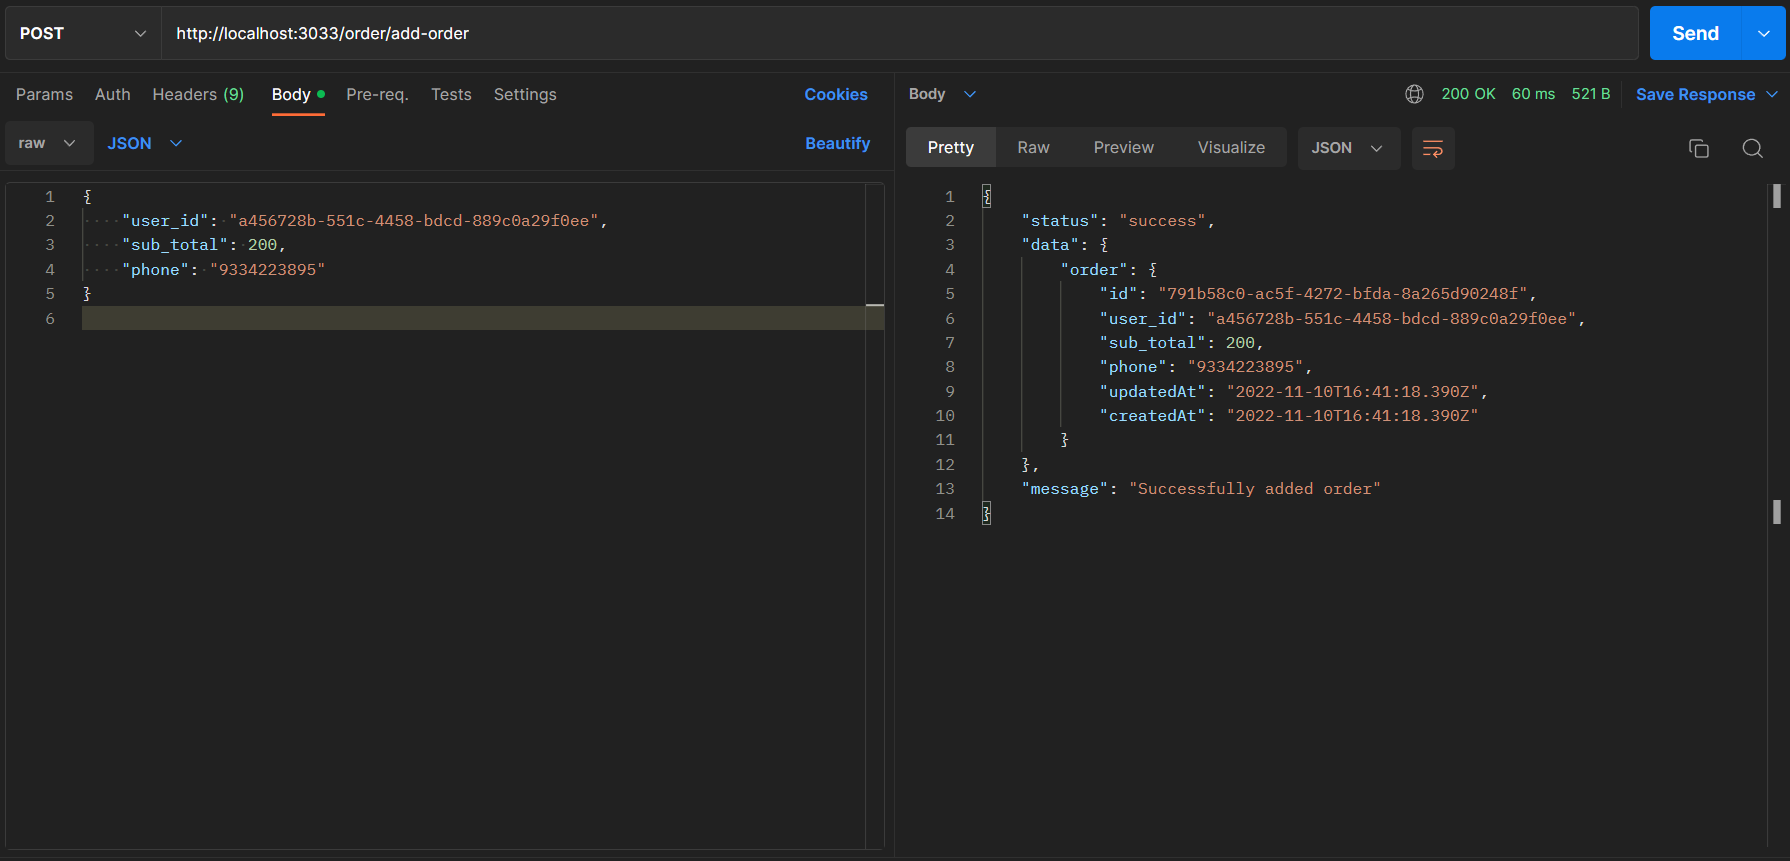 POST http://localhost:3033/order/add-order Send
Params Auth Headers (9) Body Pre-req. Tests Settings Cookies
raw JSON Beautify
1 {
2 "user_id": "a456728b-551c-4458-bdcd-889c0a29f0ee",
3 "sub_total": 200,
4 "phone": "9334223895"
5 }
6
Body 200 OK 60 ms 521 B Save Response
Pretty Raw Preview Visualize JSON
1 {
2 "status": "success",
3 "data": {
4 "order": {
5 "id": "791b58c0-ac5f-4272-bfda-8a265d90248f",
6 "user_id": "a456728b-551c-4458-bdcd-889c0a29f0ee",
7 "sub_total": 200,
8 "phone": "9334223895",
9 "updatedAt": "2022-11-10T16:41:18.390Z",
10 "createdAt": "2022-11-10T16:41:18.390Z"
11 }
12 },
13 "message": "Successfully added order"
14 }